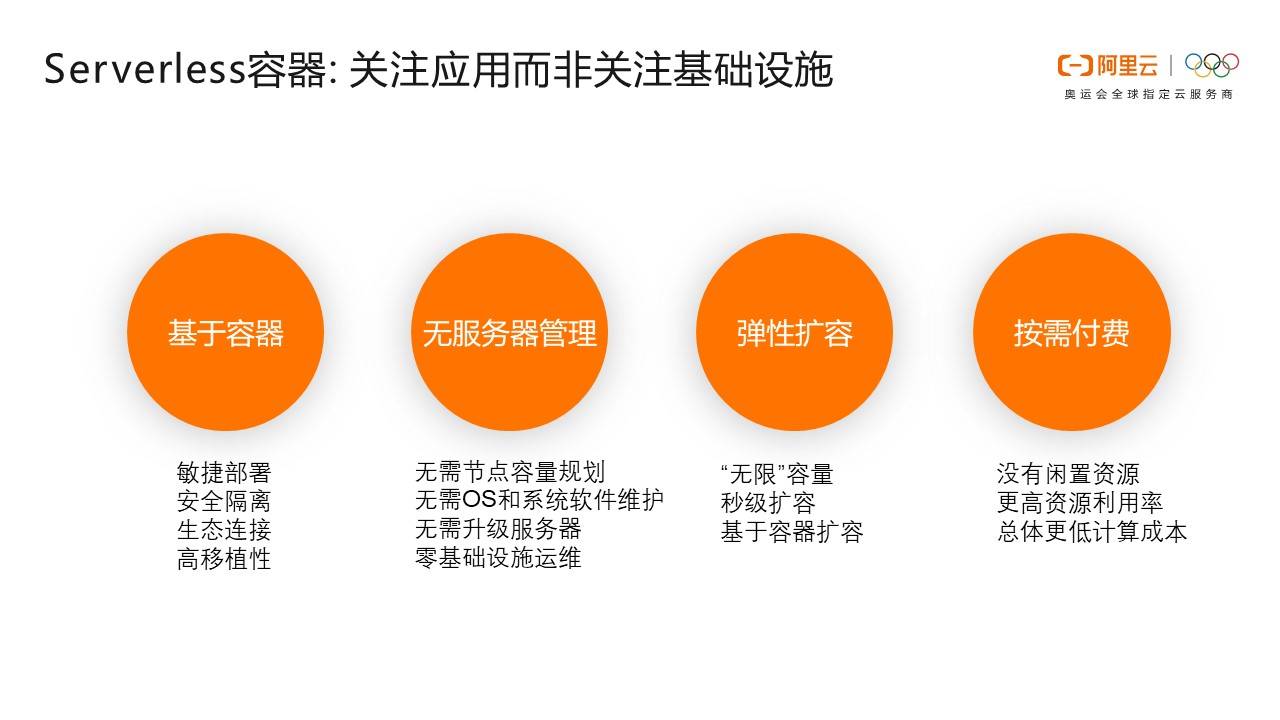 Serverless容器: 关注应用而非关注基础设施
阿里云
奥运会全球指定云服务商
基于容器
敏捷部署
安全隔离
生态连接
高移植性
无服务器管理
无需节点容量规划
无需OS和系统软件维护
无需升级服务器
零基础设施运维
弹性扩容
“无限”容量
秒级扩容
基于容器扩容
按需付费
没有闲置资源
更高资源利用率
总体更低计算成本